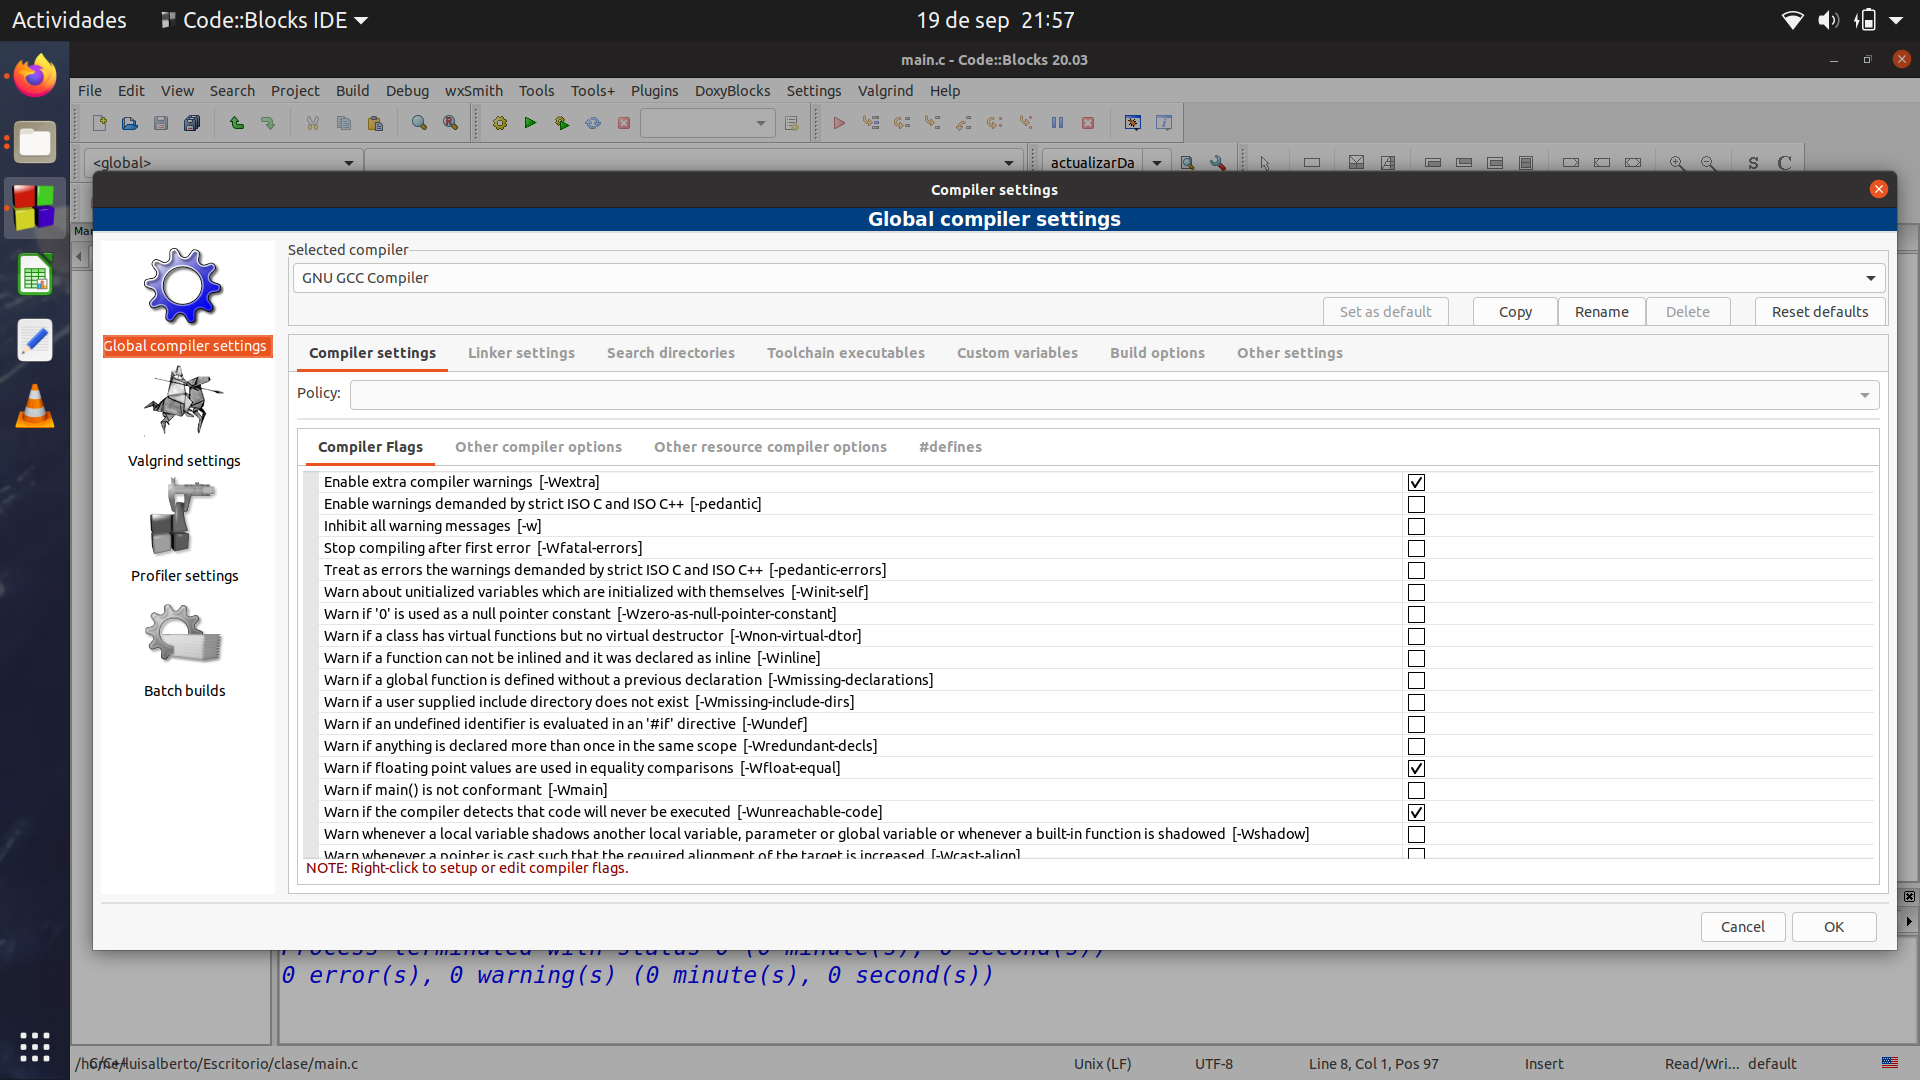 Actividades
Code::Blocks IDE
19 de sep 21:57
main.c - Code::Blocks 20.03
File Edit View Search Project Build Debug wxSmith Tools Tools+ Plugins DoxyBlocks Settings Valgrind Help
<global>
actualizarDa
S C
Compiler settings
Global compiler settings
Selected compiler
GNU GCC Compiler
Set as default Copy Rename Delete Reset defaults
Global compiler settings
Valgrind settings
Profiler settings
Batch builds
Compiler settings Linker settings Search directories Toolchain executables Custom variables Build options Other settings
Policy:
Compiler Flags Other compiler options Other resource compiler options #defines
Enable extra compiler warnings [-Wextra]
Enable warnings demanded by strict ISO C and ISO C++ [-pedantic]
Inhibit all warning messages [-w]
Stop compiling after first error [-Wfatal-errors]
Treat as errors the warnings demanded by strict ISO C and ISO C++ [-pedantic-errors]
Warn about unitialized variables which are initialized with themselves [-Winit-self]
Warn if '0' is used as a null pointer constant [-Wzero-as-null-pointer-constant]
Warn if a class has virtual functions but no virtual destructor [-Wnon-virtual-dtor]
Warn if a function can not be inlined and it was declared as inline [-Winline]
Warn if a global function is defined without a previous declaration [-Wmissing-declarations]
Warn if a user supplied include directory does not exist [-Wmissing-include-dirs]
Warn if an undefined identifier is evaluated in an '#if' directive [-Wundef]
Warn if anything is declared more than once in the same scope [-Wredundant-decls]
Warn if floating point values are used in equality comparisons [-Wfloat-equal]
Warn if main() is not conformant [-Wmain]
Warn if the compiler detects that code will never be executed [-Wunreachable-code]
Warn whenever a local variable shadows another local variable, parameter or global variable or whenever a built-in function is shadowed [-Wshadow]
Warn whenever a pointer is cast such that the required alignment of the target is increased [-Wcast-align]
NOTE: Right-click to setup or edit compiler flags.
Cancel OK
Process terminated with status 0 (0 minute(s), 0 second(s))
0 error(s), 0 warning(s) (0 minute(s), 0 second(s))
luisalberto/Escritorio/clase/main.c
Unix (LF) UTF-8 Line 8, Col 1, Pos 97 Insert Read/Wri... default